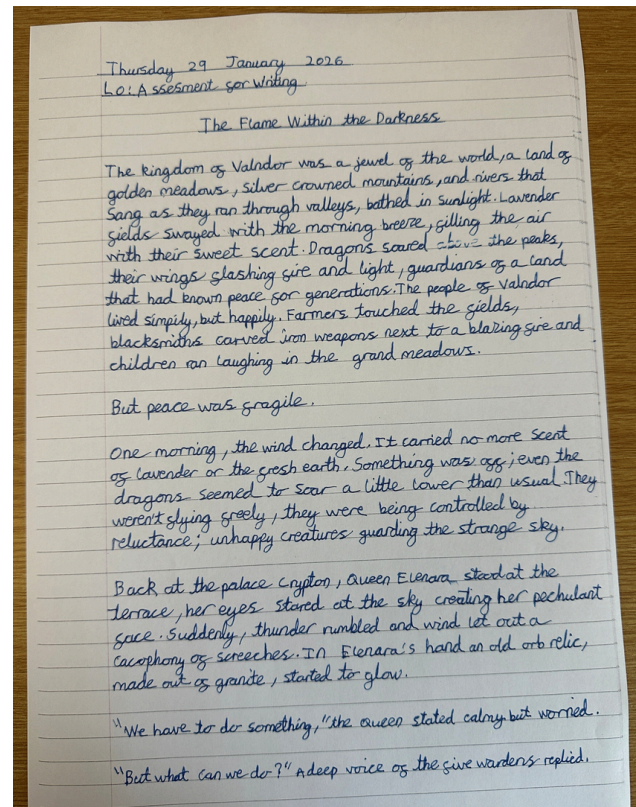 Thursday 29 January 2026
Lo: Assesment for Writing
The Flame Within the Darkness
The kingdom of Valndor was a jewel of the world, a land of
golden meadows, silver crowned mountains, and rivers that
sang as they ran through valleys, bathed in sunlight. Lavender
fields swayed with the morning breeze, filling the air
with their sweet scent. Dragons soared above the peaks,
their wings flashing fire and light, guardians of a land
that had known peace for generations. The people of Valndor
lived simpily, but happily. Farmers touched the fields,
blacksmiths carved iron weapons next to a blazing fire and
children ran laughing in the grand meadows.
But peace was fragile.
One morning, the wind changed. It carried no more scent
of lavender or the fresh earth. Something was off; even the
dragons seemed to soar a little lower than usual. They
weren't flying freely, they were being controlled by
reluctance; unhappy creatures guarding the strange sky.
Back at the palace crypton, Queen Elenara stood at the
terrace, her eyes stared at the sky creating her pechulant
face. Suddenly, thunder rumbled and wind let out a
cacophony of screeches. In Elenara's hand an old orb relic,
made out of granite, started to glow.
"We have to do something," the queen stated calmy but worried.
"But what can we do?" A deep voice of the five wardens replied.